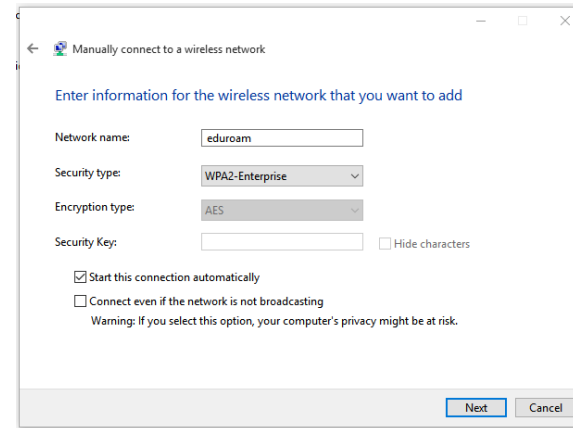 Manually connect to a wireless network
Enter information for the wireless network that you want to add
Network name: eduroam
Security type: WPA2-Enterprise
Encryption type: AES
Security Key: Hide characters
Start this connection automatically
Connect even if the network is not broadcasting
Warning: If you select this option, your computer's privacy might be at risk.
Next Cancel